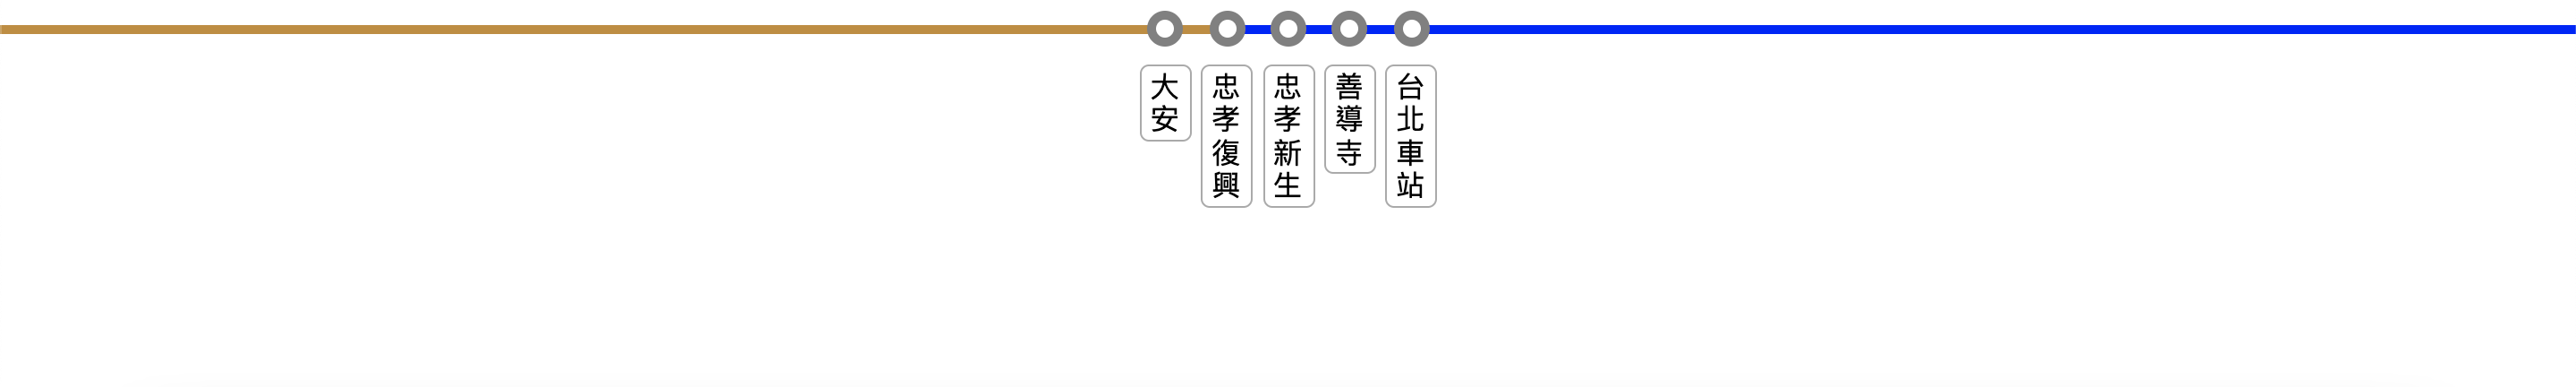 大安
忠孝復興
忠孝新生
善導寺
台北車站